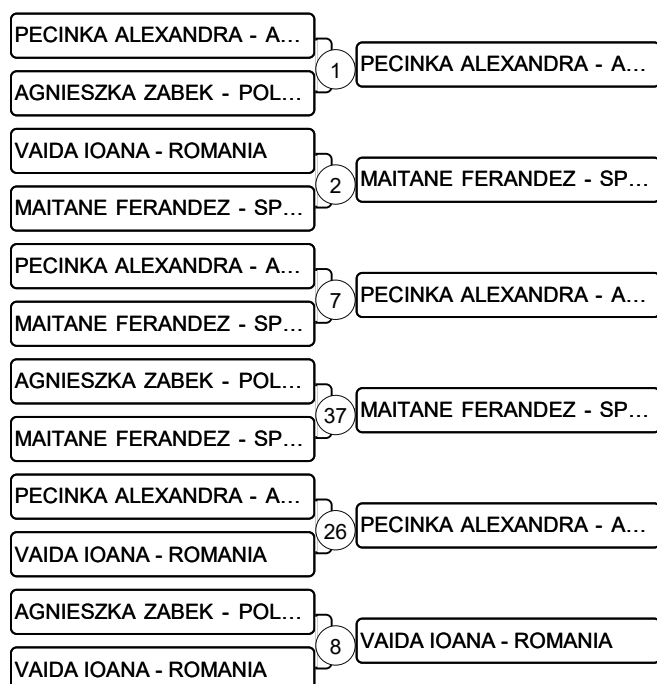 PECINKA ALEXANDRA - A...
AGNIESZKA ZABEK - POL...
1
PECINKA ALEXANDRA - A...
VAIDA IOANA - ROMANIA
MAITANE FERANDEZ - SP...
2
MAITANE FERANDEZ - SP...
PECINKA ALEXANDRA - A...
MAITANE FERANDEZ - SP...
7
PECINKA ALEXANDRA - A...
AGNIESZKA ZABEK - POL...
MAITANE FERANDEZ - SP...
37
MAITANE FERANDEZ - SP...
PECINKA ALEXANDRA - A...
VAIDA IOANA - ROMANIA
26
PECINKA ALEXANDRA - A...
AGNIESZKA ZABEK - POL...
VAIDA IOANA - ROMANIA
8
VAIDA IOANA - ROMANIA